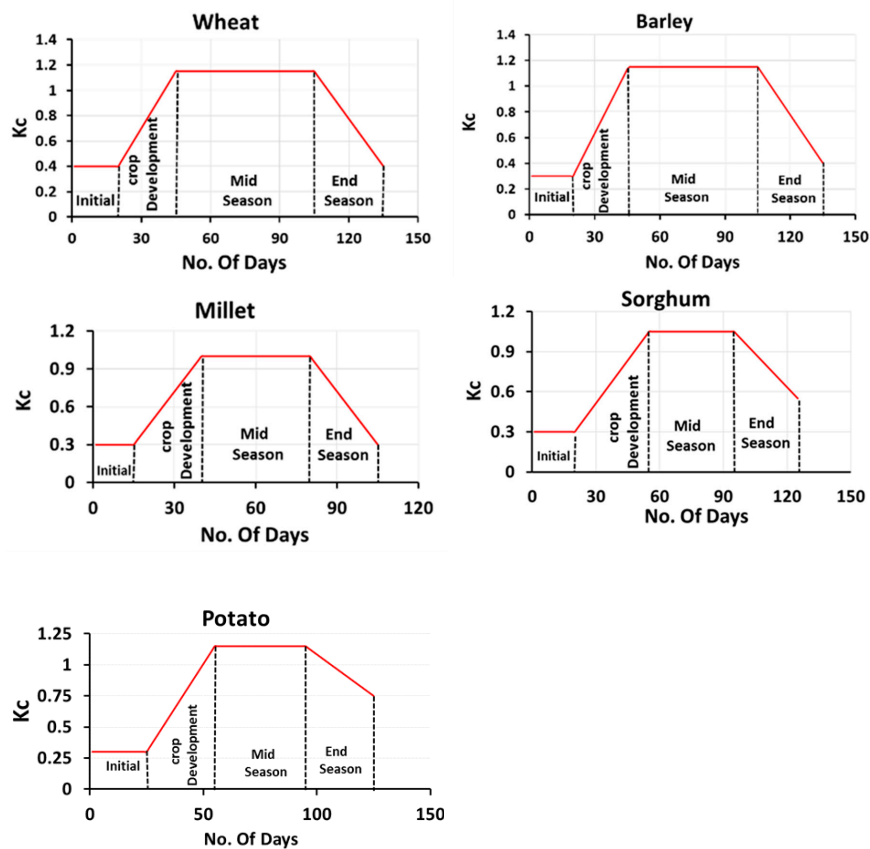 Wheat
1.4
1.2
1
0.8
0.6
0.4
0.2
0
Kc
Initial
crop
Development
Mid
Season
End
Season
0 30 60 90 120 150
No. Of Days
Barley
1.4
1.2
1
0.8
0.6
0.4
0.2
0
Kc
Initial
crop
Development
Mid
Season
End
Season
0 30 60 90 120 150
No. Of Days
Millet
1.2
0.9
0.6
0.3
0
Kc
Initial
crop
Development
Mid
Season
End
Season
0 30 60 90 120
No. Of Days
Sorghum
1.2
0.9
0.6
0.3
0
Kc
Initial
crop
Development
Mid
Season
End
Season
0 30 60 90 120 150
No. Of Days
Potato
1.25
1
0.75
0.5
0.25
0
Kc
Initial
crop
Development
Mid
Season
End
Season
0 50 100 150
No. Of Days